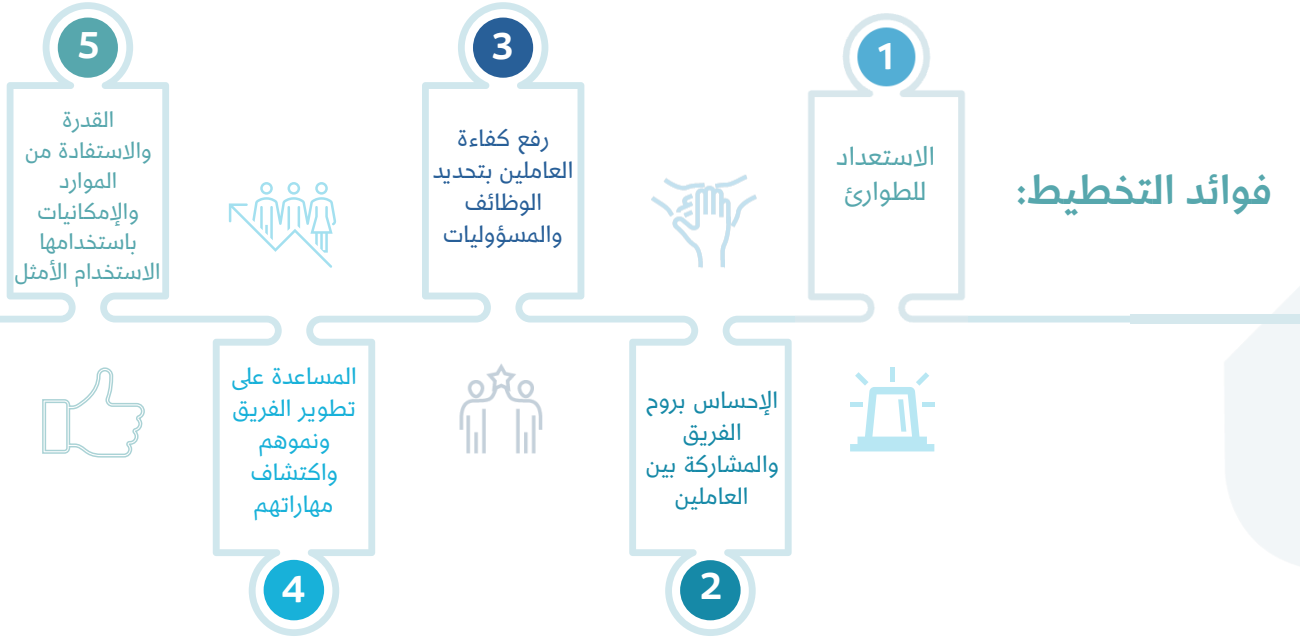 فوائد التخطيط:
1
الاستعداد
للطوارئ
2
الإحساس بروح
الفريق
والمشاركة بين
العاملين
3
رفع كفاءة
العاملين بتحديد
الوظائف
والمسؤوليات
4
المساعدة على
تطوير الفريق
ونموهم
واكتشاف
مهاراتهم
5
القدرة
والاستفادة من
الموارد
والإمكانيات
باستخدامها
الاستخدام الأمثل